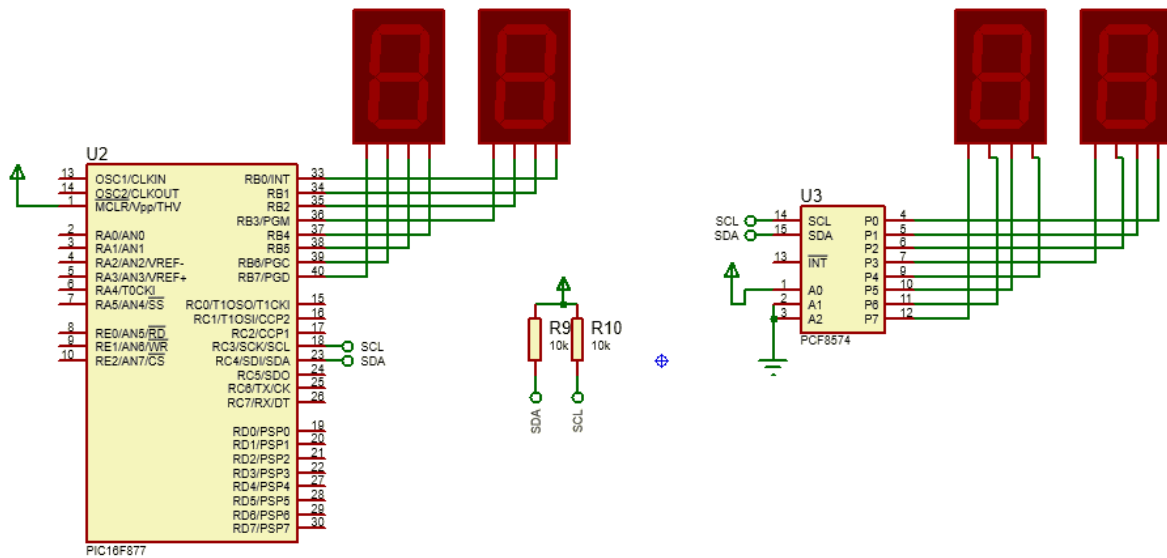 U2
13 OSC1/CLKIN RB0/INT 33
14 OSC2/CLKOUT RB1 34
1 MCLR/Vpp/THV RB2 35
RB3/PGM 36
2 RA0/AN0 RB4 37
3 RA1/AN1 RB5 38
4 RA2/AN2/VREF- RB6/PGC 39
5 RA3/AN3/VREF+ RB7/PGD 40
6 RA4/T0CKI
7 RA5/AN4/SS RC0/T1OSO/T1CKI 15
RC1/T1OSI/CCP2 16
8 RE0/AN5/RD RC2/CCP1 17
9 RE1/AN6/WR RC3/SCK/SCL 18 SCL
10 RE2/AN7/CS RC4/SDI/SDA 23 SDA
RC5/SDO 24
RC6/TX/CK 25
RC7/RX/DT 26
RD0/PSP0 19
RD1/PSP1 20
RD2/PSP2 21
RD3/PSP3 22
RD4/PSP4 27
RD5/PSP5 28
RD6/PSP6 29
RD7/PSP7 30
PIC16F877
R9 R10
10k 10k
SDA SCL
U3
SCL 14 SCL P0 4
SDA 15 SDA P1 5
P2 6
13 INT P3 7
P4 9
1 A0 P5 10
2 A1 P6 11
3 A2 P7 12
PCF8574